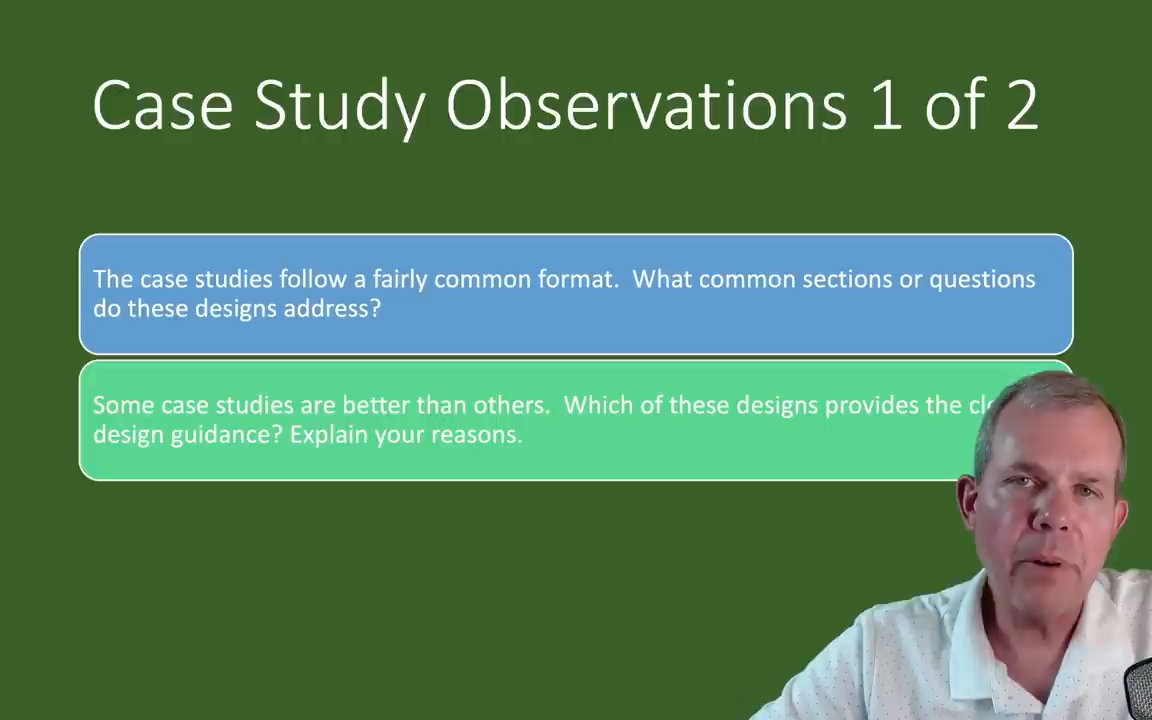 Case Study Observations 1 of 2
The case studies follow a fairly common format.  What common sections or questions
do these designs address?
Some case studies are better than others.  Which of these designs provides the
design guidance? Explain your reasons.